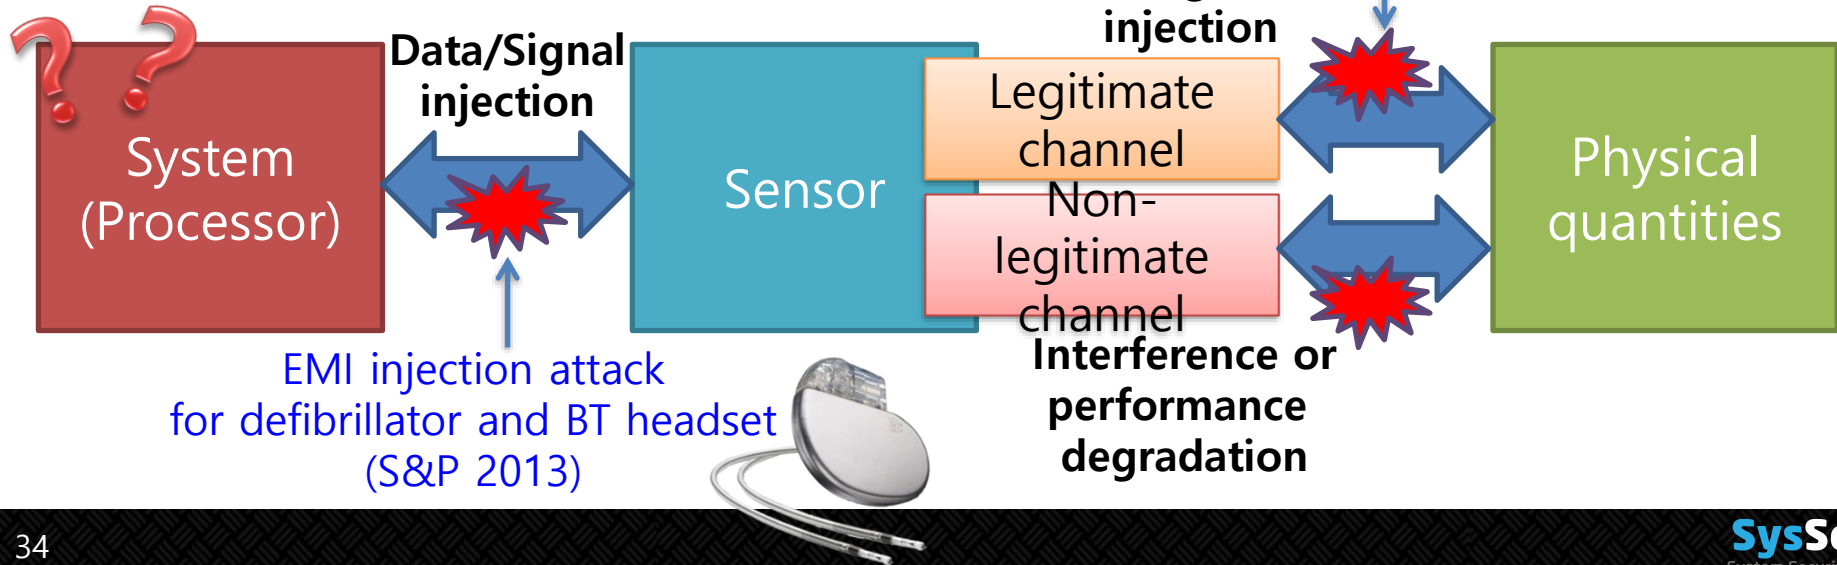 injection
Data/Signal
injection
System
(Processor)
Sensor
Legitimate
channel
Non-
legitimate
channel
Physical
quantities
EMI injection attack
for defibrillator and BT headset
(S&P 2013)
Interference or
performance
degradation
34